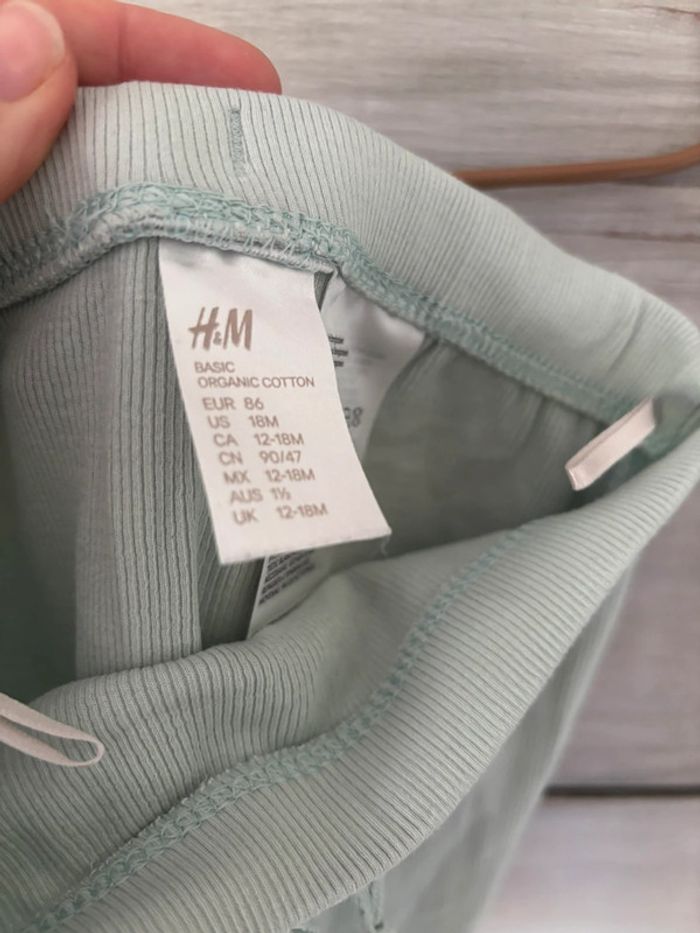 H&M
BASIC
ORGANIC COTTON
EUR 86
US 18M
CA 12-18M
CN 90/47
MX 12-18M
AUS 1½
UK 12-18M